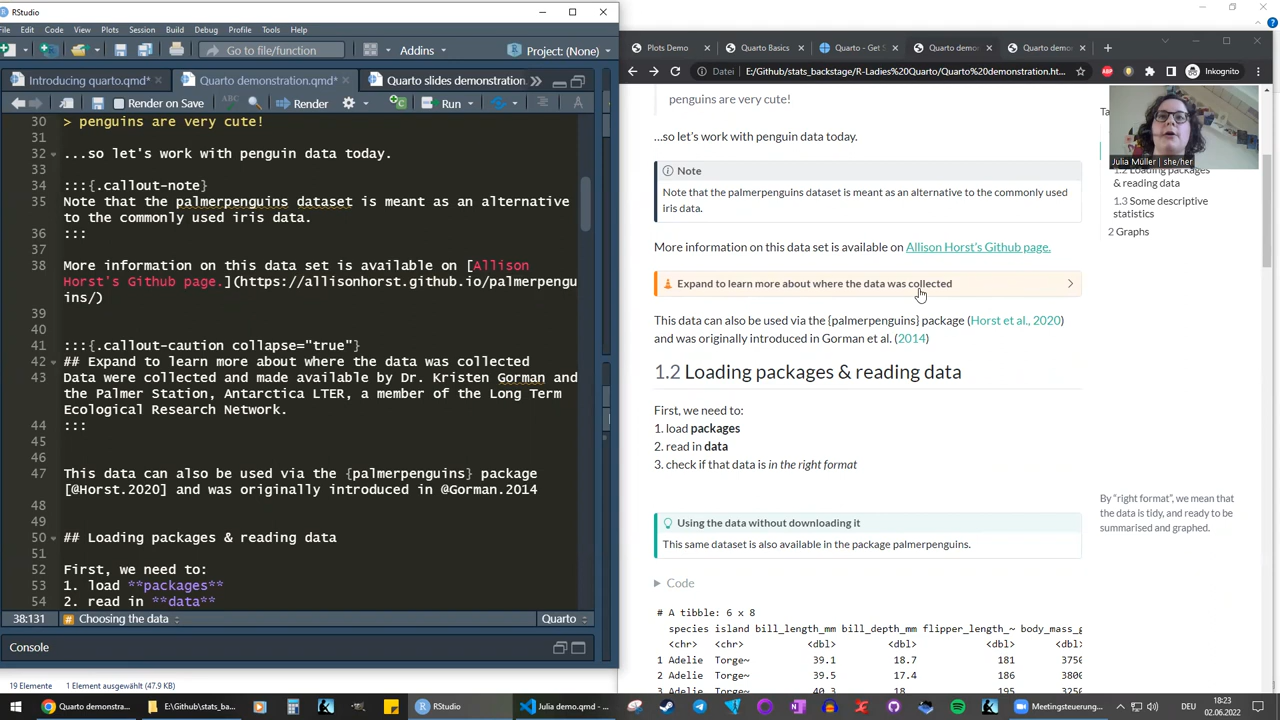 RStudio
File Edit Code View Plots Session Build Debug Profile Tools Help
Go to file/function Addins Project: (None)
Introducing quarto.qmd* Quarto demonstration.qmd* Quarto slides demonstration
Render on Save ABC Render Run
30 > penguins are very cute!
31
32 ...so let's work with penguin data today.
33
34 :::{.callout-note}
35 Note that the palmerpenguins dataset is meant as an alternative
to the commonly used iris data.
36 :::
37
38 More information on this data set is available on [Allison
Horst's Github page.](https://allisonhorst.github.io/palmerpengu
ins/)
39
40
41 :::{.callout-caution collapse="true"}
42 ## Expand to learn more about where the data was collected
43 Data were collected and made available by Dr. Kristen Gorman and
the Palmer Station, Antarctica LTER, a member of the Long Term
Ecological Research Network.
44 :::
45
46
47 This data can also be used via the {palmerpenguins} package
[@Horst.2020] and was originally introduced in @Gorman.2014
48
49
50 ## Loading packages & reading data
51
52 First, we need to:
53 1. load **packages**
54 2. read in **data**
38:131 # Choosing the data Quarto
Console
19 Elemente 1 Element ausgewählt (47.9 KB)
Plots Demo Quarto Basics Quarto - Get S Quarto demon Quarto demo
Datei E:/Github/stats_backstage/R-Ladies%20Quarto/Quarto%20demonstration.ht... ABP Inkognito
penguins are very cute!
...so let's work with penguin data today.
Note
Note that the palmerpenguins dataset is meant as an alternative to the commonly used
iris data.
More information on this data set is available on Allison Horst's Github page.
Expand to learn more about where the data was collected
This data can also be used via the {palmerpenguins} package (Horst et al., 2020)
and was originally introduced in Gorman et al. (2014)
1.2 Loading packages & reading data
First, we need to:
1. load packages
2. read in data
3. check if that data is in the right format
Using the data without downloading it
This same dataset is also available in the package palmerpenguins.
Code
# A tibble: 6 x 8
species island bill_length_mm bill_depth_mm flipper_length_~ body_mass_g
<chr> <chr> <dbl> <dbl> <dbl> <dbl>
1 Adelie Torge~ 39.1 18.7 181 3750
2 Adelie Torge~ 39.5 17.4 186 3800
3 Adelie Torge~ 40.3 18 195 3250
Ta
Julia Müller | she/her
1.2 Loading packages
& reading data
1.3 Some descriptive
statistics
2 Graphs
By “right format”, we mean that
the data is tidy, and ready to be
summarised and graphed.
Quarto demonstra... E:\Github\stats_ba... RStudio Julia demo.qmd - ... Meetingsteuerung... DEU 18:23
02.06.2022